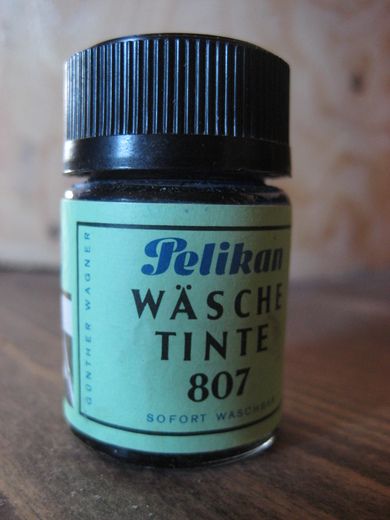 Pelikan
WÄSCHE
TINTE
807
SOFORT WASCHBAR
GÜNTHER WAGNER